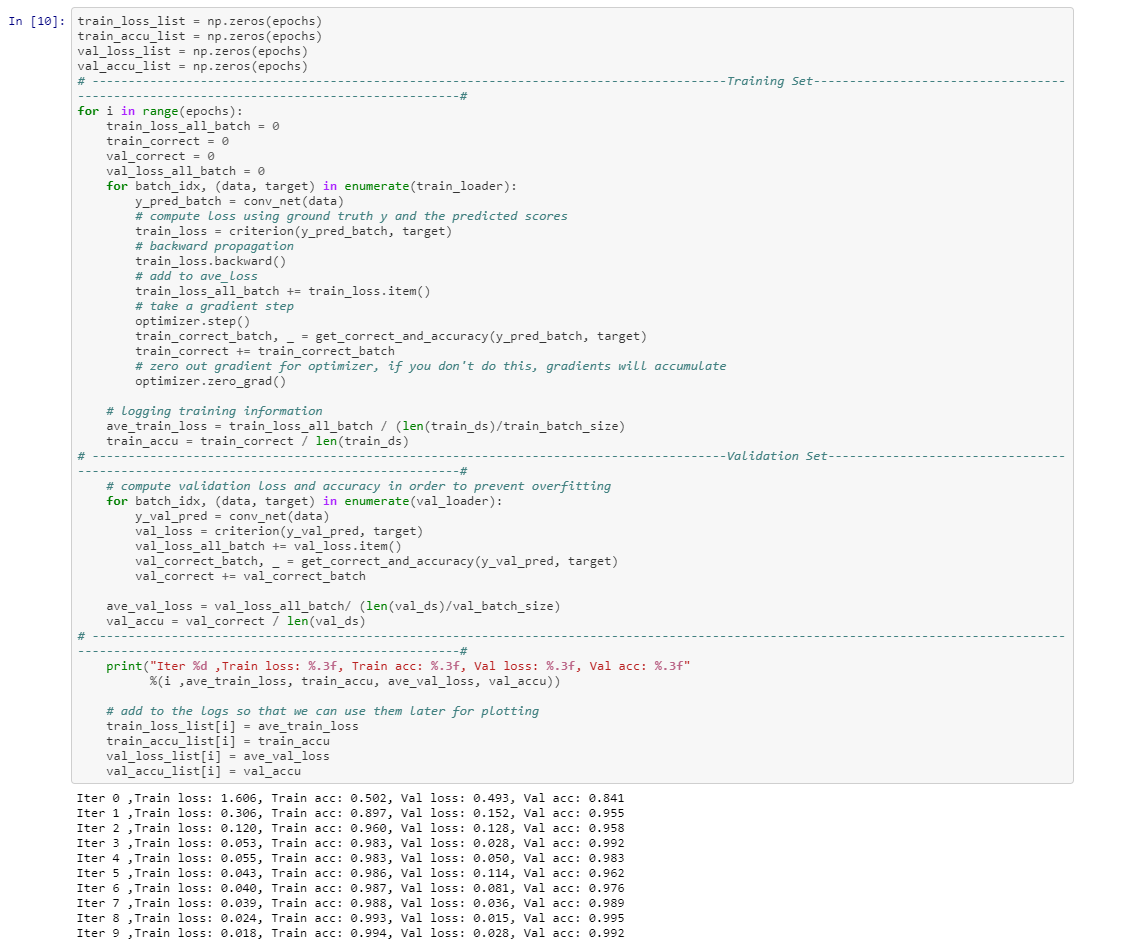 In [10]:
train_loss_list = np.zeros(epochs)
train_accu_list = np.zeros(epochs)
val_loss_list = np.zeros(epochs)
val_accu_list = np.zeros(epochs)
# ----------------------------------------------------------------------------------------Training Set-----------------------------------
-----------------------------------------------------#
for i in range(epochs):
    train_loss_all_batch = 0
    train_correct = 0
    val_correct = 0
    val_loss_all_batch = 0
    for batch_idx, (data, target) in enumerate(train_loader):
        y_pred_batch = conv_net(data)
        # compute loss using ground truth y and the predicted scores
        train_loss = criterion(y_pred_batch, target)
        # backward propagation
        train_loss.backward()
        # add to ave_loss
        train_loss_all_batch += train_loss.item()
        # take a gradient step
        optimizer.step()
        train_correct_batch, _ = get_correct_and_accuracy(y_pred_batch, target)
        train_correct += train_correct_batch
        # zero out gradient for optimizer, if you don't do this, gradients will accumulate
        optimizer.zero_grad()
    # logging training information
    ave_train_loss = train_loss_all_batch / (len(train_ds)/train_batch_size)
    train_accu = train_correct / len(train_ds)
# ----------------------------------------------------------------------------------------Validation Set---------------------------------
-----------------------------------------------------#
    # compute validation loss and accuracy in order to prevent overfitting
    for batch_idx, (data, target) in enumerate(val_loader):
        y_val_pred = conv_net(data)
        val_loss = criterion(y_val_pred, target)
        val_loss_all_batch += val_loss.item()
        val_correct_batch, _ = get_correct_and_accuracy(y_val_pred, target)
        val_correct += val_correct_batch
    ave_val_loss = val_loss_all_batch/ (len(val_ds)/val_batch_size)
    val_accu = val_correct / len(val_ds)
# ---------------------------------------------------------------------------------------------------------------------------------------
-----------------------------------------------------#
    print("Iter %d ,Train loss: %.3f, Train acc: %.3f, Val loss: %.3f, Val acc: %.3f"
          %(i ,ave_train_loss, train_accu, ave_val_loss, val_accu))
    # add to the logs so that we can use them later for plotting
    train_loss_list[i] = ave_train_loss
    train_accu_list[i] = train_accu
    val_loss_list[i] = ave_val_loss
    val_accu_list[i] = val_accu
Iter 0 ,Train loss: 1.606, Train acc: 0.502, Val loss: 0.493, Val acc: 0.841
Iter 1 ,Train loss: 0.306, Train acc: 0.897, Val loss: 0.152, Val acc: 0.955
Iter 2 ,Train loss: 0.120, Train acc: 0.960, Val loss: 0.128, Val acc: 0.958
Iter 3 ,Train loss: 0.053, Train acc: 0.983, Val loss: 0.028, Val acc: 0.992
Iter 4 ,Train loss: 0.055, Train acc: 0.983, Val loss: 0.050, Val acc: 0.983
Iter 5 ,Train loss: 0.043, Train acc: 0.986, Val loss: 0.114, Val acc: 0.962
Iter 6 ,Train loss: 0.040, Train acc: 0.987, Val loss: 0.081, Val acc: 0.976
Iter 7 ,Train loss: 0.039, Train acc: 0.988, Val loss: 0.036, Val acc: 0.989
Iter 8 ,Train loss: 0.024, Train acc: 0.993, Val loss: 0.015, Val acc: 0.995
Iter 9 ,Train loss: 0.018, Train acc: 0.994, Val loss: 0.028, Val acc: 0.992